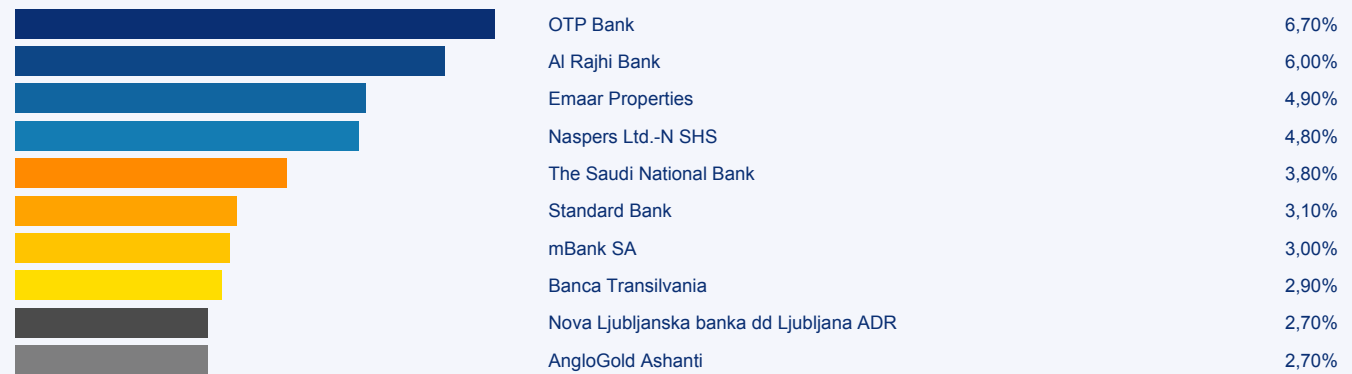 OTP Bank 6,70%
Al Rajhi Bank 6,00%
Emaar Properties 4,90%
Naspers Ltd.-N SHS 4,80%
The Saudi National Bank 3,80%
Standard Bank 3,10%
mBank SA 3,00%
Banca Transilvania 2,90%
Nova Ljubljanska banka dd Ljubljana ADR 2,70%
AngloGold Ashanti 2,70%